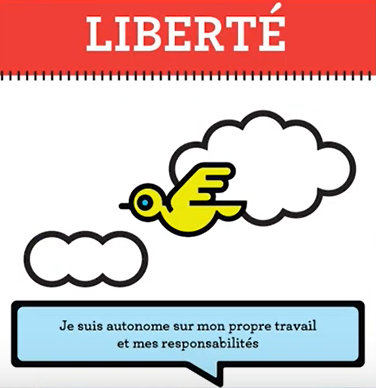 LIBERTÉ
Je suis autonome sur mon propre travail
et mes responsabilités